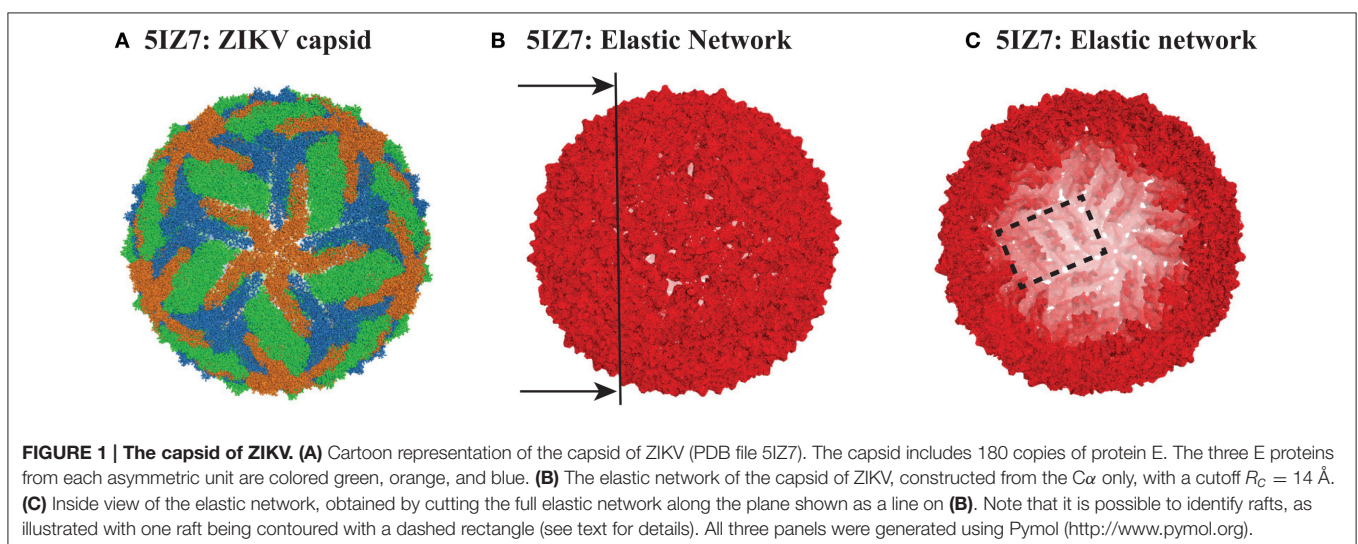 A 5IZ7: ZIKV capsid
B 5IZ7: Elastic Network
C 5IZ7: Elastic network
FIGURE 1 | The capsid of ZIKV. (A) Cartoon representation of the capsid of ZIKV (PDB file 5IZ7). The capsid includes 180 copies of protein E. The three E proteins
from each asymmetric unit are colored green, orange, and blue. (B) The elastic network of the capsid of ZIKV, constructed from the Cα only, with a cutoff RC = 14 Å.
(C) Inside view of the elastic network, obtained by cutting the full elastic network along the plane shown as a line on (B). Note that it is possible to identify rafts, as
illustrated with one raft being contoured with a dashed rectangle (see text for details). All three panels were generated using Pymol (http://www.pymol.org).